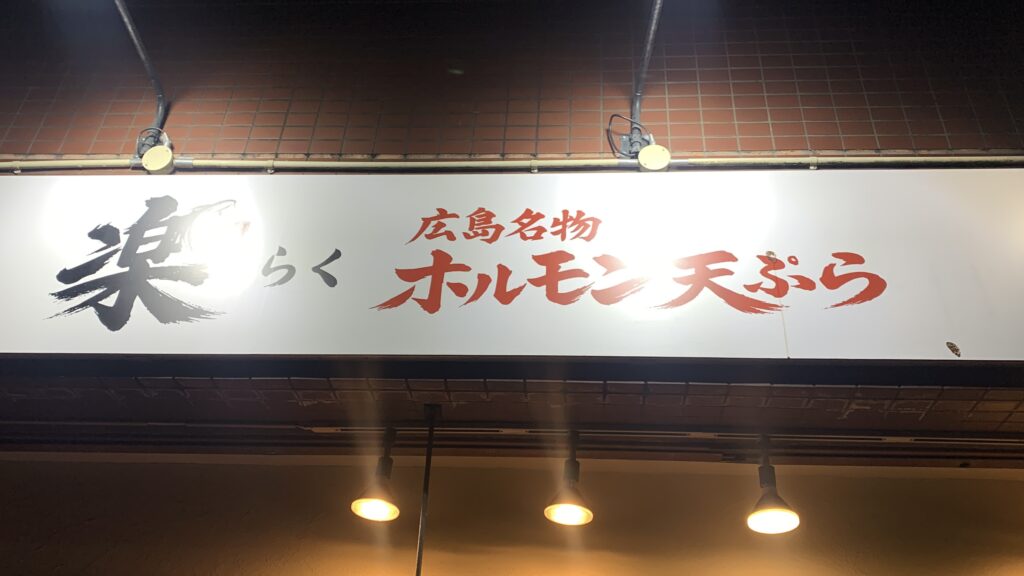 楽 らく
広島名物
ホルモン天ぷら